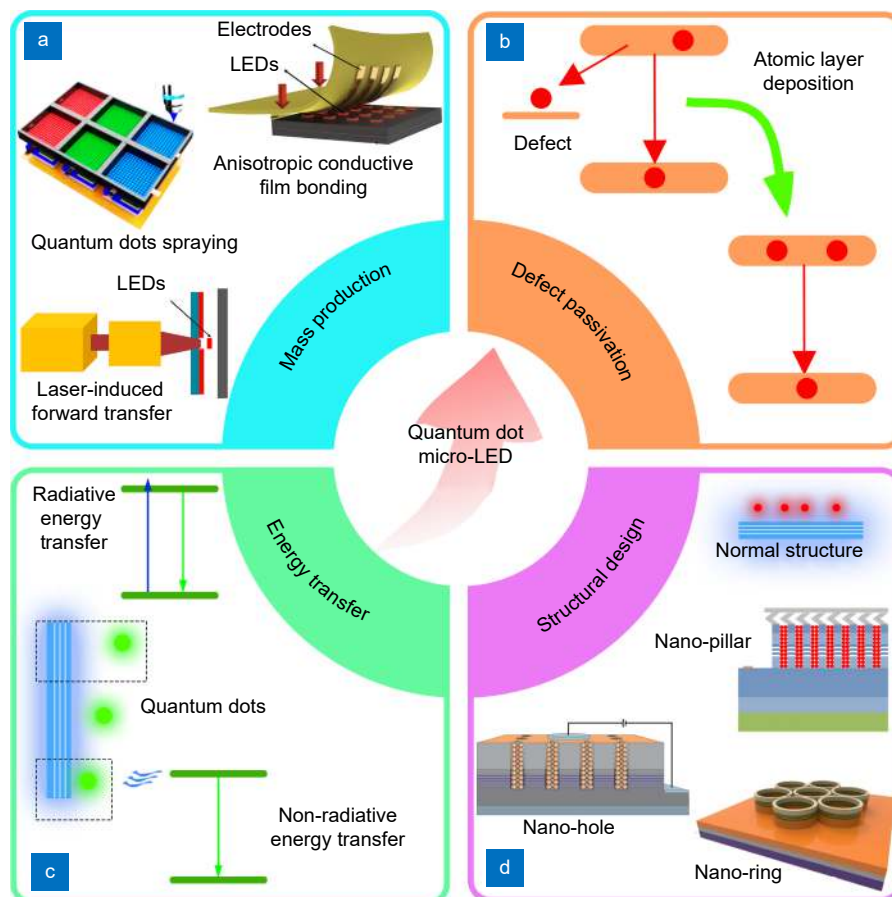 a
Electrodes
LEDs
Anisotropic conductive
film bonding
Quantum dots spraying
LEDs
Laser-induced
forward transfer
Mass production
b
Atomic layer
deposition
Defect
Defect passivation
Quantum dot
micro-LED
Radiative
energy transfer
Energy transfer
Quantum dots
Non-radiative
energy transfer
c
Structural design
Normal structure
Nano-pillar
Nano-hole
Nano-ring
d